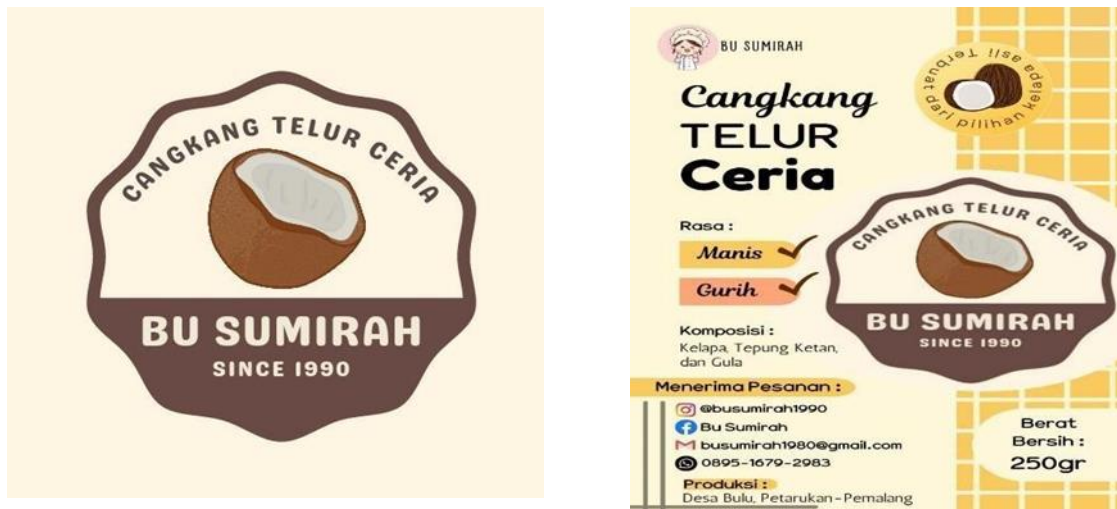 CANGKANG TELUR CERIA
BU SUMIRAH
SINCE 1990
BU SUMIRAH
Terbuat dari pilihan kelapa asli
Cangkang
TELUR
Ceria
Rasa :
Manis
Gurih
CANGKANG TELUR CERIA
BU SUMIRAH
SINCE 1990
Komposisi :
Kelapa, Tepung Ketan,
dan Gula
Menerima Pesanan :
@busumirah1990
Bu Sumirah
busumirah1980@gmail.com
0895-1679-2983
Produksi :
Desa Bulu, Petarukan-Pemalang
Berat
Bersih :
250gr